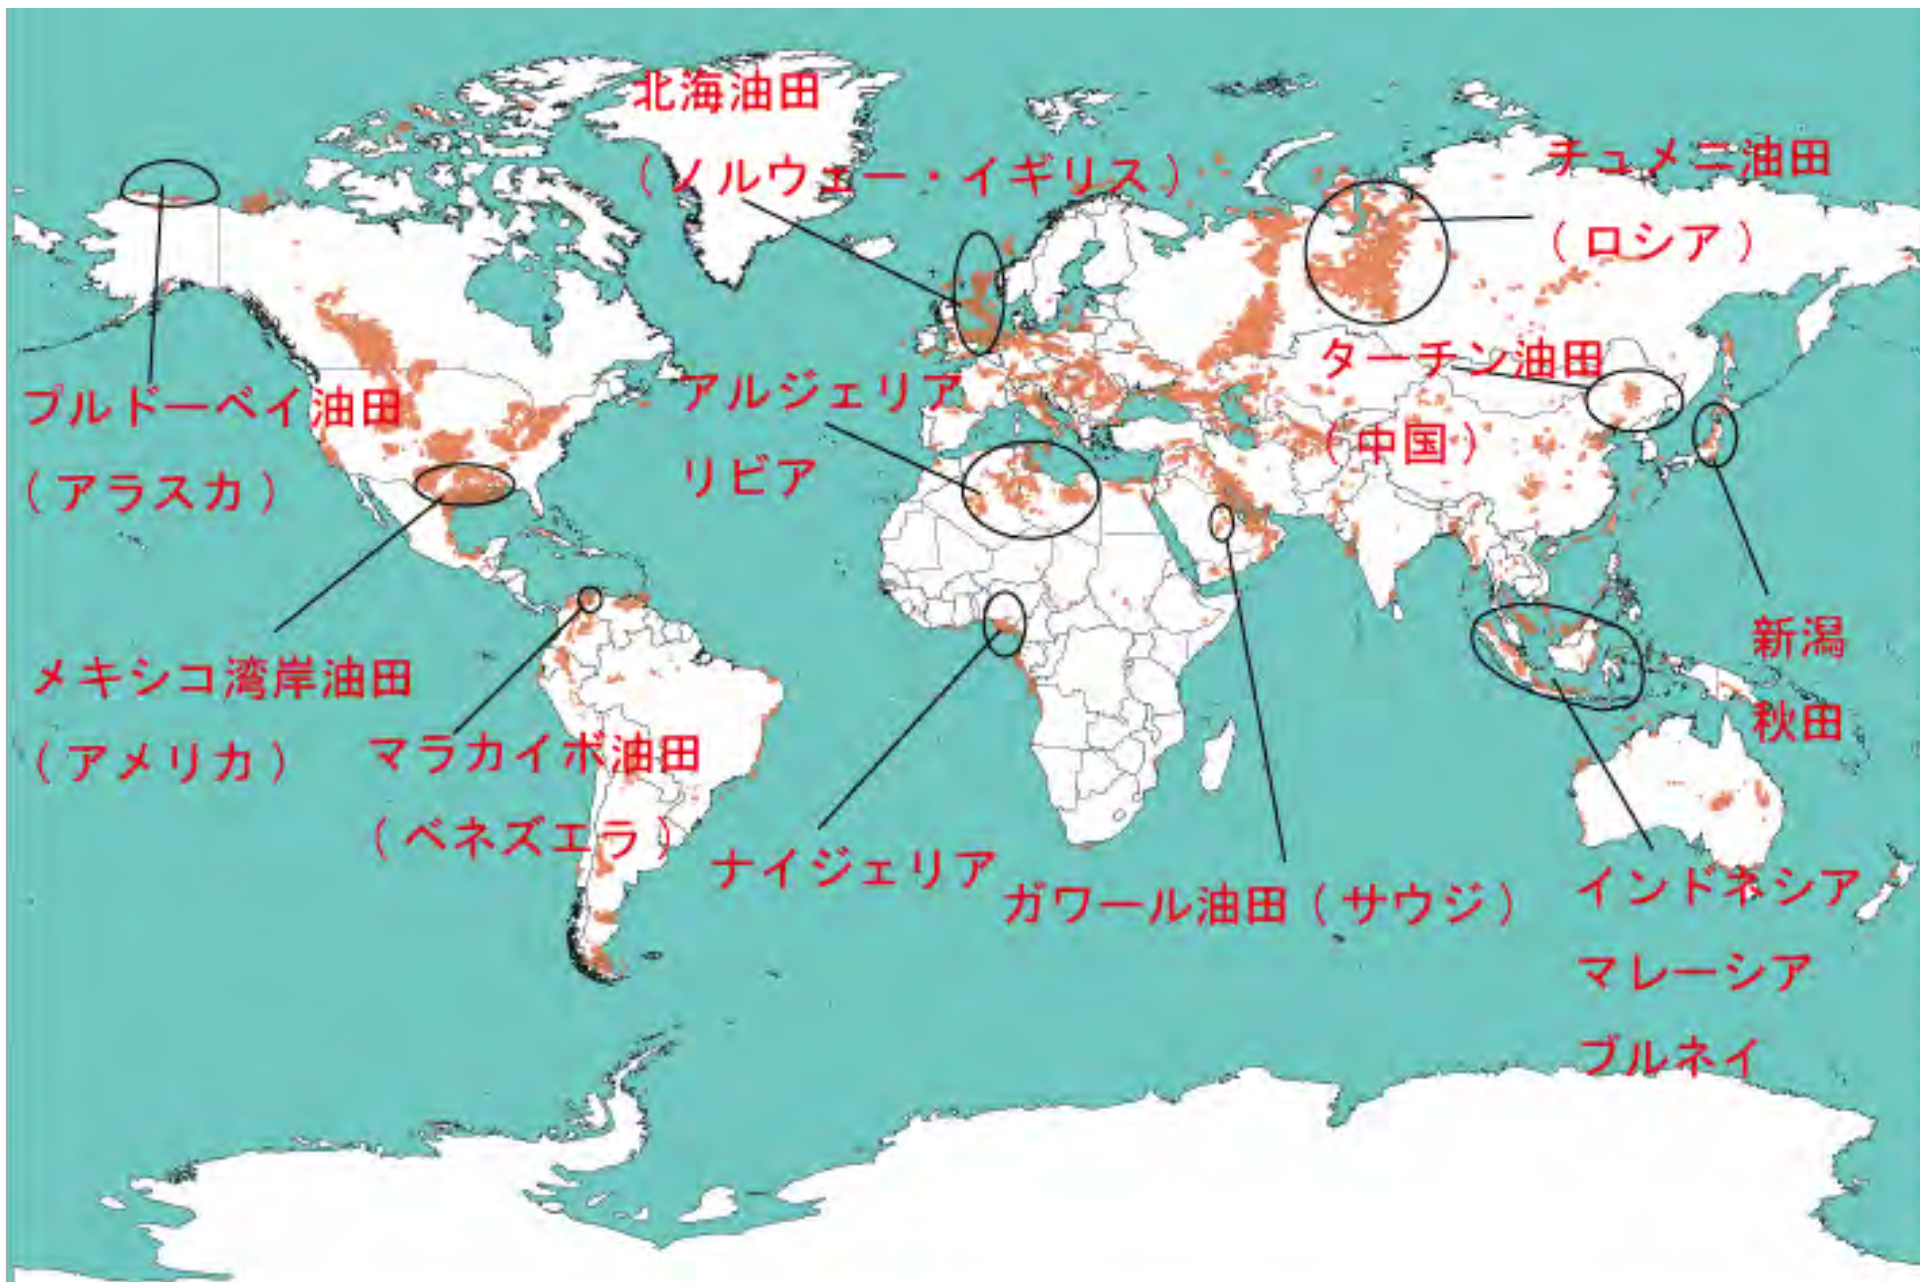 北海油田
（ノルウェー・イギリス）
チュメニ油田
（ロシア）
ターチン油田
（中国）
アルジェリア
リビア
プルドーベイ油田
（アラスカ）
新潟
秋田
メキシコ湾岸油田
（アメリカ）
マラカイボ油田
（ベネズエラ）
ナイジェリア
ガワール油田（サウジ）
インドネシア
マレーシア
ブルネイ